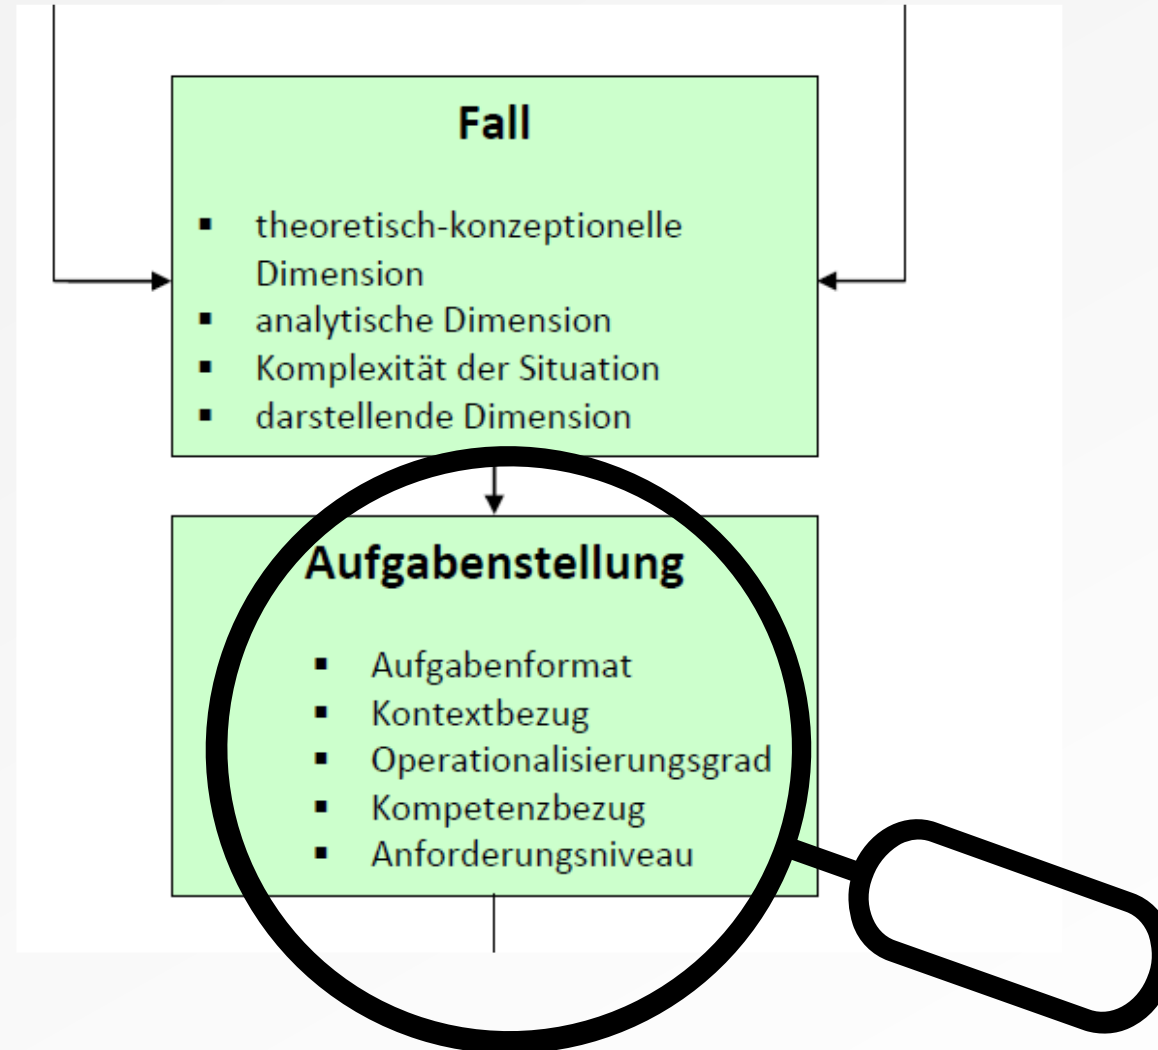 Fall
▪ theoretisch-konzeptionelle
Dimension
▪ analytische Dimension
▪ Komplexität der Situation
▪ darstellende Dimension
Aufgabenstellung
▪ Aufgabenformat
▪ Kontextbezug
▪ Operationalisierungsgrad
▪ Kompetenzbezug
▪ Anforderungsniveau